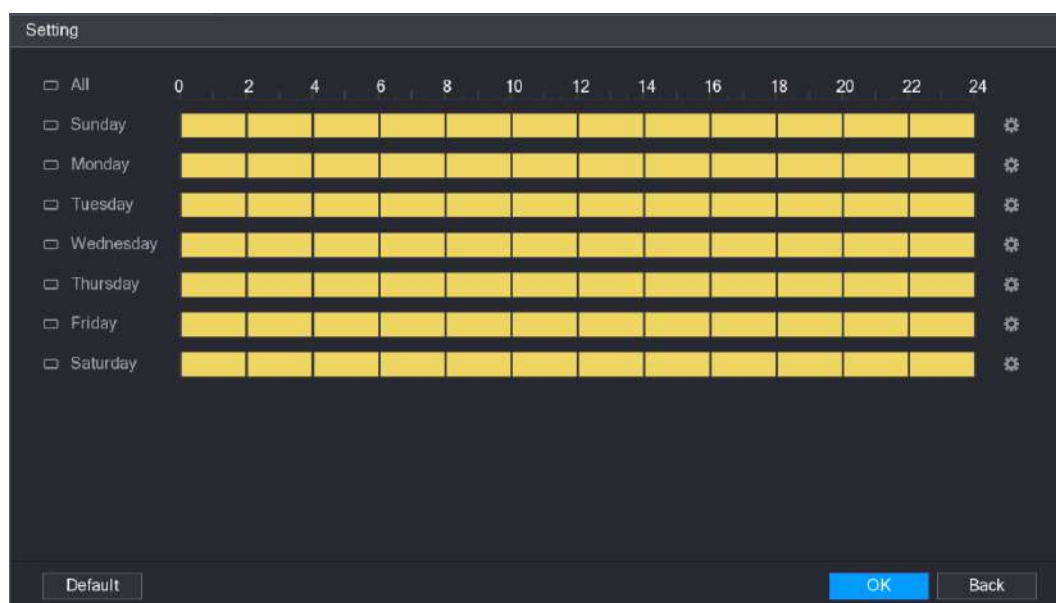 Setting
All 0 2 4 6 8 10 12 14 16 18 20 22 24
Sunday
Monday
Tuesday
Wednesday
Thursday
Friday
Saturday
Default OK Back